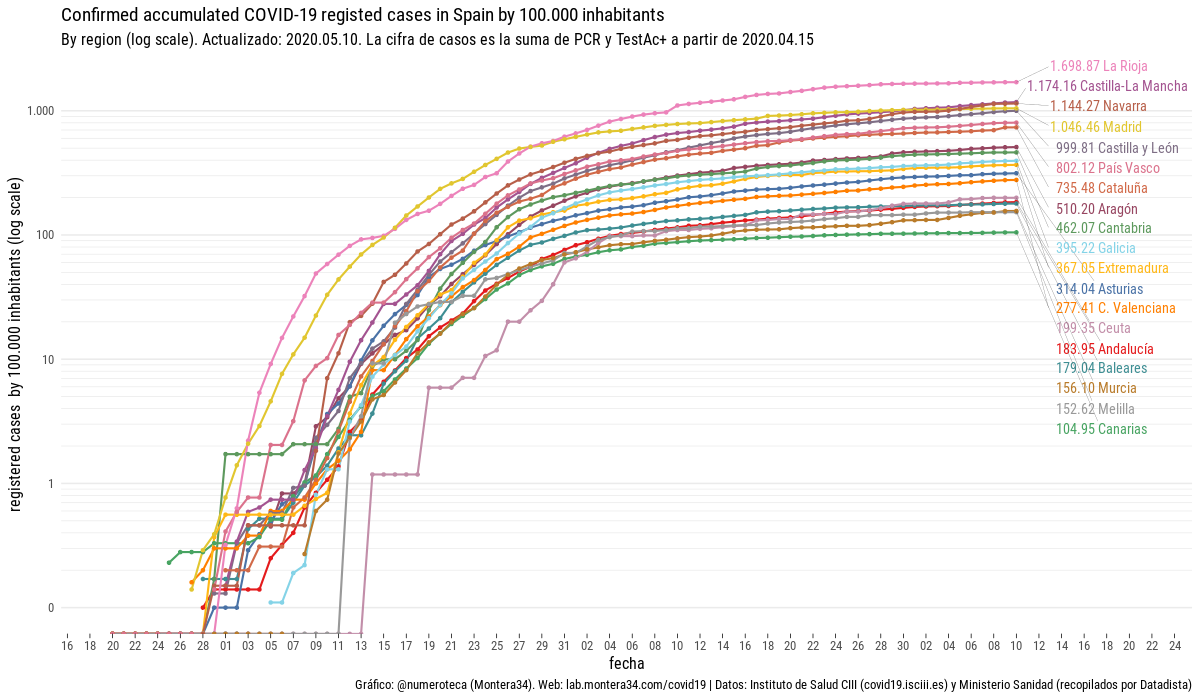 Confirmed accumulated COVID-19 registed cases in Spain by 100.000 inhabitants
By region (log scale). Actualizado: 2020.05.10. La cifra de casos es la suma de PCR y TestAc+ a partir de 2020.04.15
registered cases by 100.000 inhabitants (log scale)
1.000
100
10
1
0
1.698.87 La Rioja
1.174.16 Castilla-La Mancha
1.144.27 Navarra
1.046.46 Madrid
999.81 Castilla y León
802.12 País Vasco
735.48 Cataluña
510.20 Aragón
462.07 Cantabria
395.22 Galicia
367.05 Extremadura
314.04 Asturias
277.41 C. Valenciana
199.35 Ceuta
183.95 Andalucía
179.04 Baleares
156.10 Murcia
152.62 Melilla
104.95 Canarias
16 18 20 22 24 26 28 01 03 05 07 09 11 13 15 17 19 21 23 25 27 29 31 02 04 06 08 10 12 14 16 18 20 22 24 26 28 30 02 04 06 08 10 12 14 16 18 20 22 24
fecha
Gráfico: @numeroteca (Montera34). Web: lab.montera34.com/covid19 | Datos: Instituto de Salud CIII (covid19.isciii.es) y Ministerio Sanidad (recopilados por Datadista)